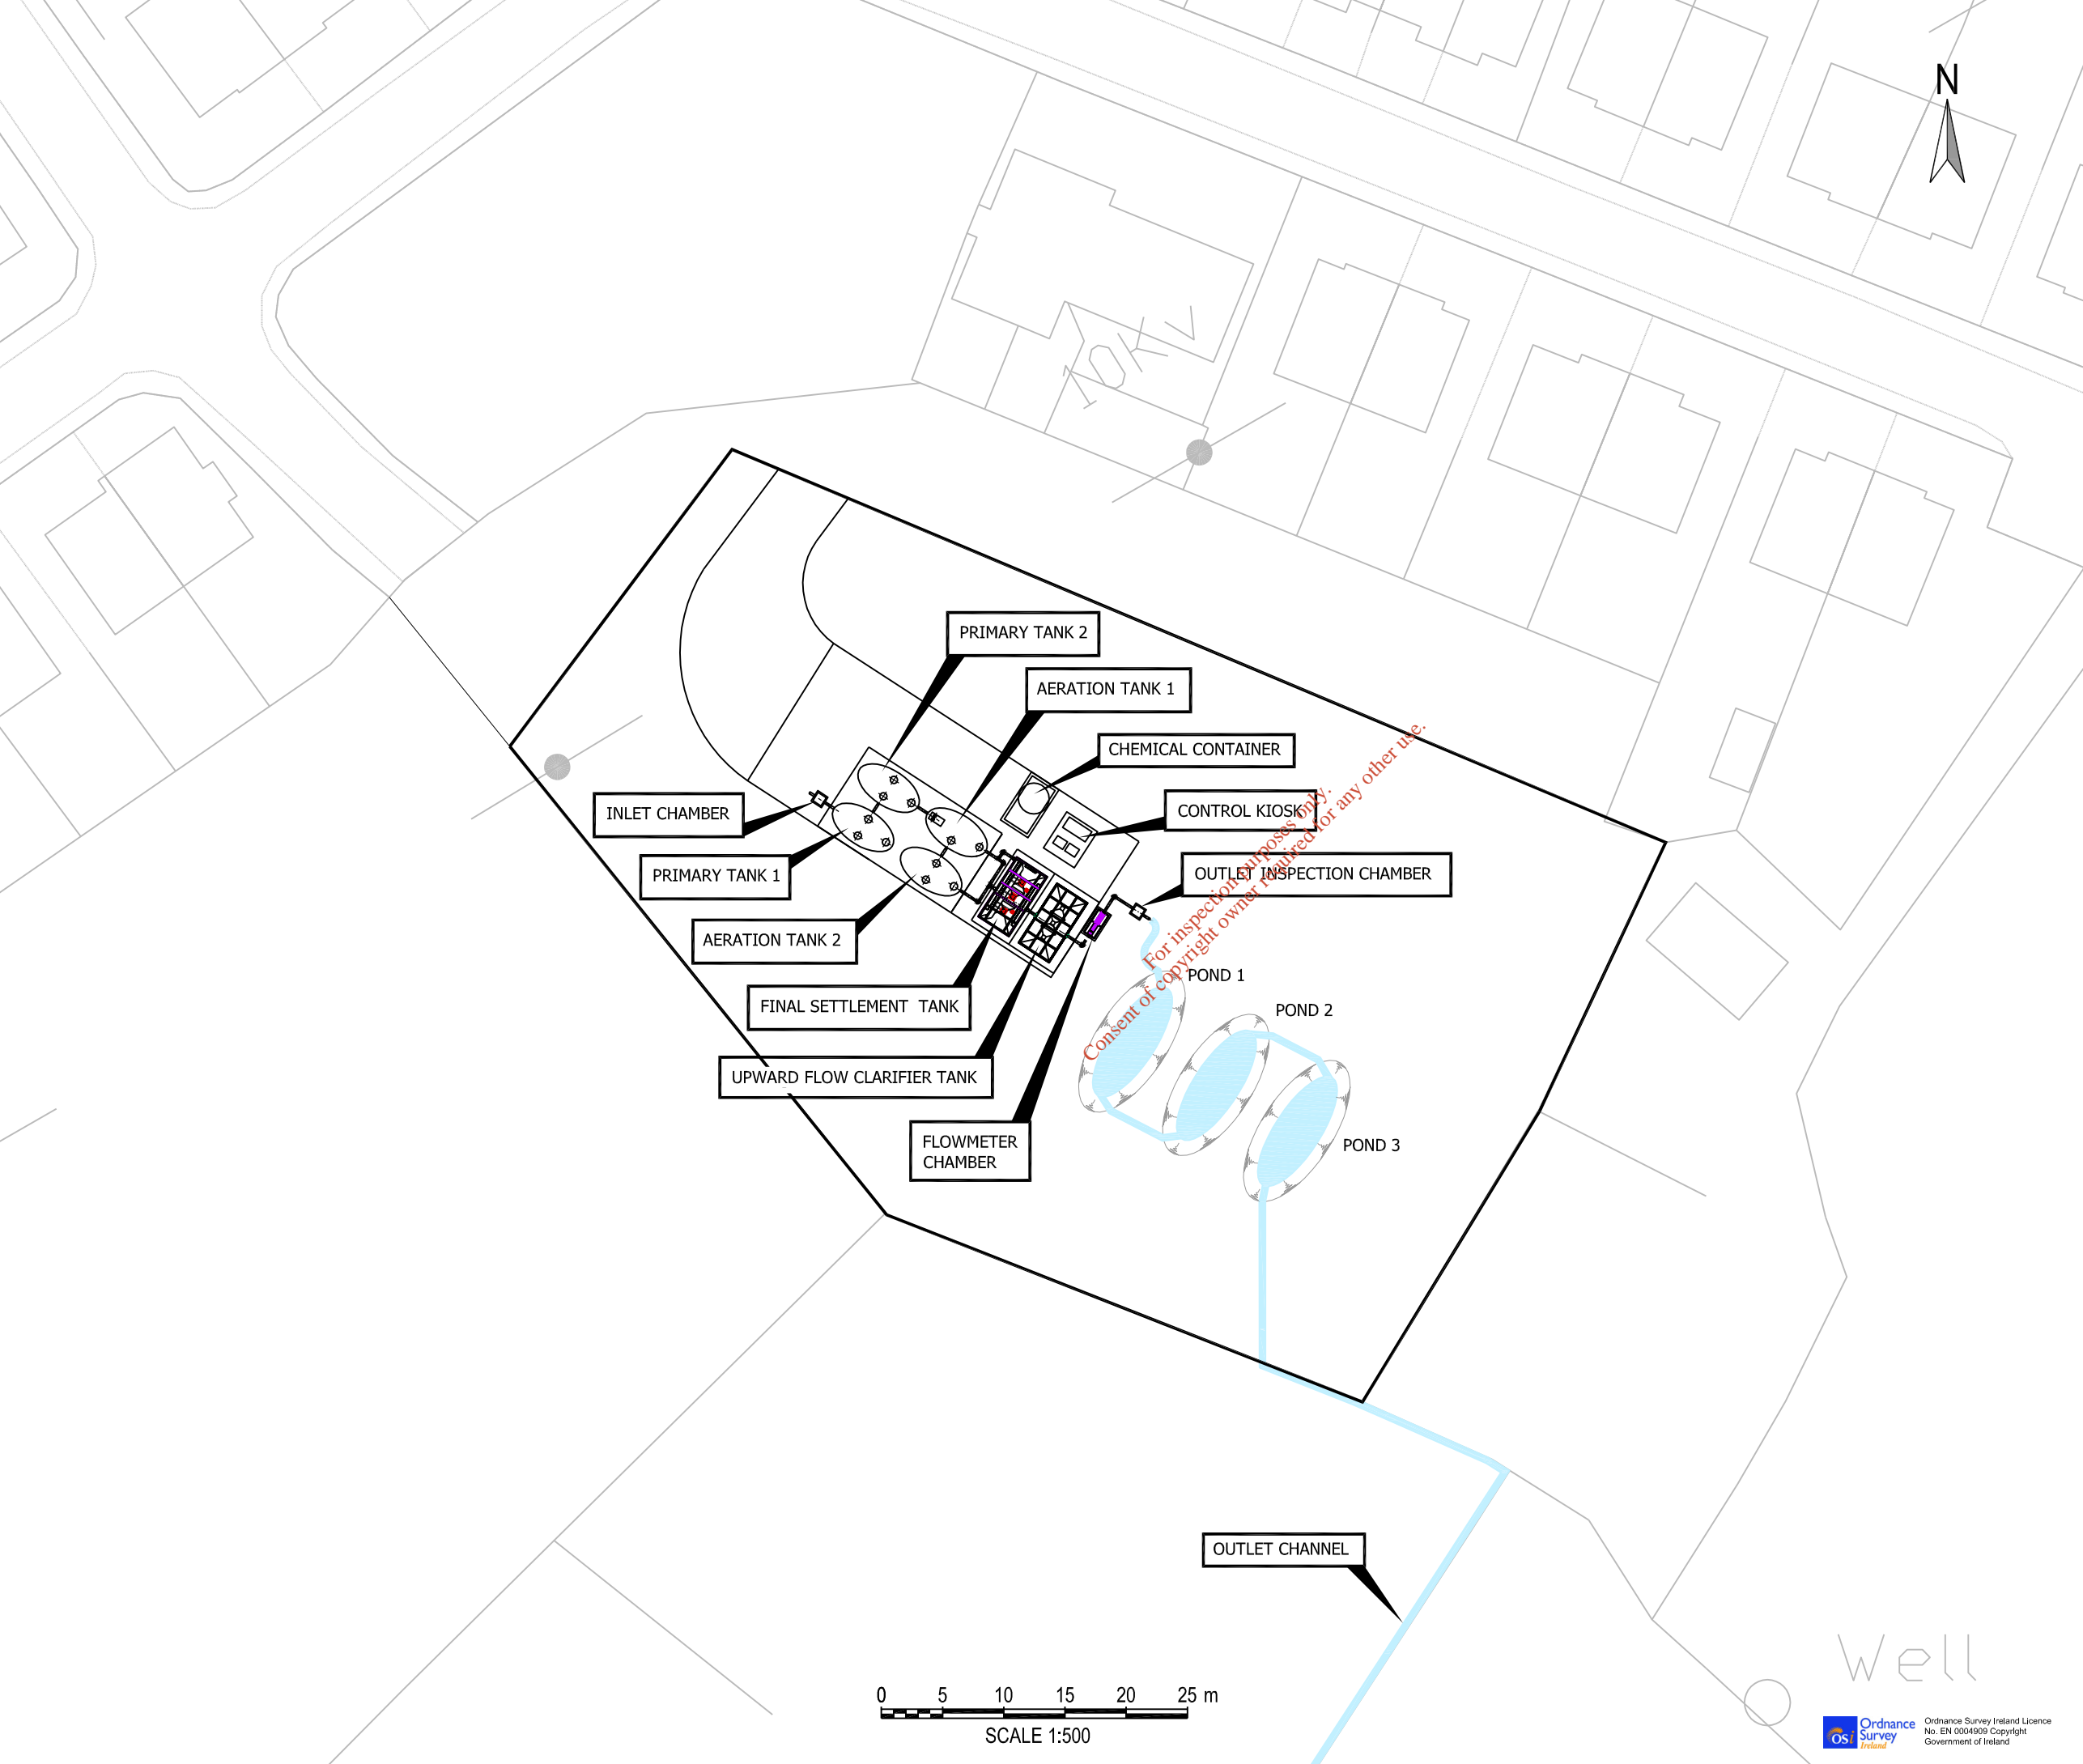 N
10KV
PRIMARY TANK 2
AERATION TANK 1
CHEMICAL CONTAINER
CONTROL KIOSK
INLET CHAMBER
OUTLET INSPECTION CHAMBER
PRIMARY TANK 1
AERATION TANK 2
For inspection purposes only.
Consent of copyright owner required for any other use.
POND 1
FINAL SETTLEMENT TANK
POND 2
UPWARD FLOW CLARIFIER TANK
FLOWMETER
CHAMBER
POND 3
OUTLET CHANNEL
Well
0 5 10 15 20 25 m
SCALE 1:500
osi
Ordnance
Survey
Ireland
Ordnance Survey Ireland Licence
No. EN 0004909 Copyright
Government of Ireland